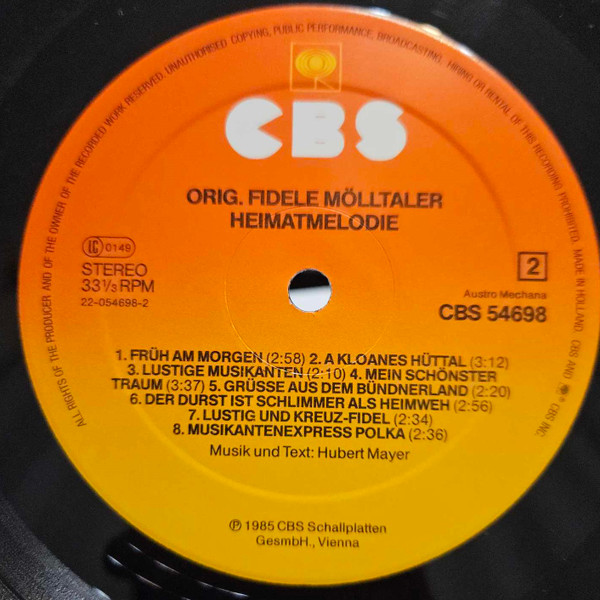 ALL RIGHTS OF THE PRODUCER AND OF THE OWNER OF THE RECORDED WORK RESERVED. UNAUTHORISED COPYING, PUBLIC PERFORMANCE, BROADCASTING, HIRING OR RENTAL OF THIS RECORDING PROHIBITED. MADE IN HOLLAND. CBS AND ARE ® CBS INC.
CBS
ORIG. FIDELE MÖLLTALER
HEIMATMELODIE
LC 0149
STEREO
33⅓ RPM
22-054698-2
2
Austro Mechana
CBS 54698
1. FRÜH AM MORGEN (2:58) 2. A KLOANES HÜTTAL (3:12)
3. LUSTIGE MUSIKANTEN (2:10) 4. MEIN SCHÖNSTER
TRAUM (3:37) 5. GRÜSSE AUS DEM BÜNDNERLAND (2:20)
6. DER DURST IST SCHLIMMER ALS HEIMWEH (2:56)
7. LUSTIG UND KREUZ-FIDEL (2:34)
8. MUSIKANTENEXPRESS POLKA (2:36)
Musik und Text: Hubert Mayer
℗ 1985 CBS Schallplatten
GesmbH., Vienna